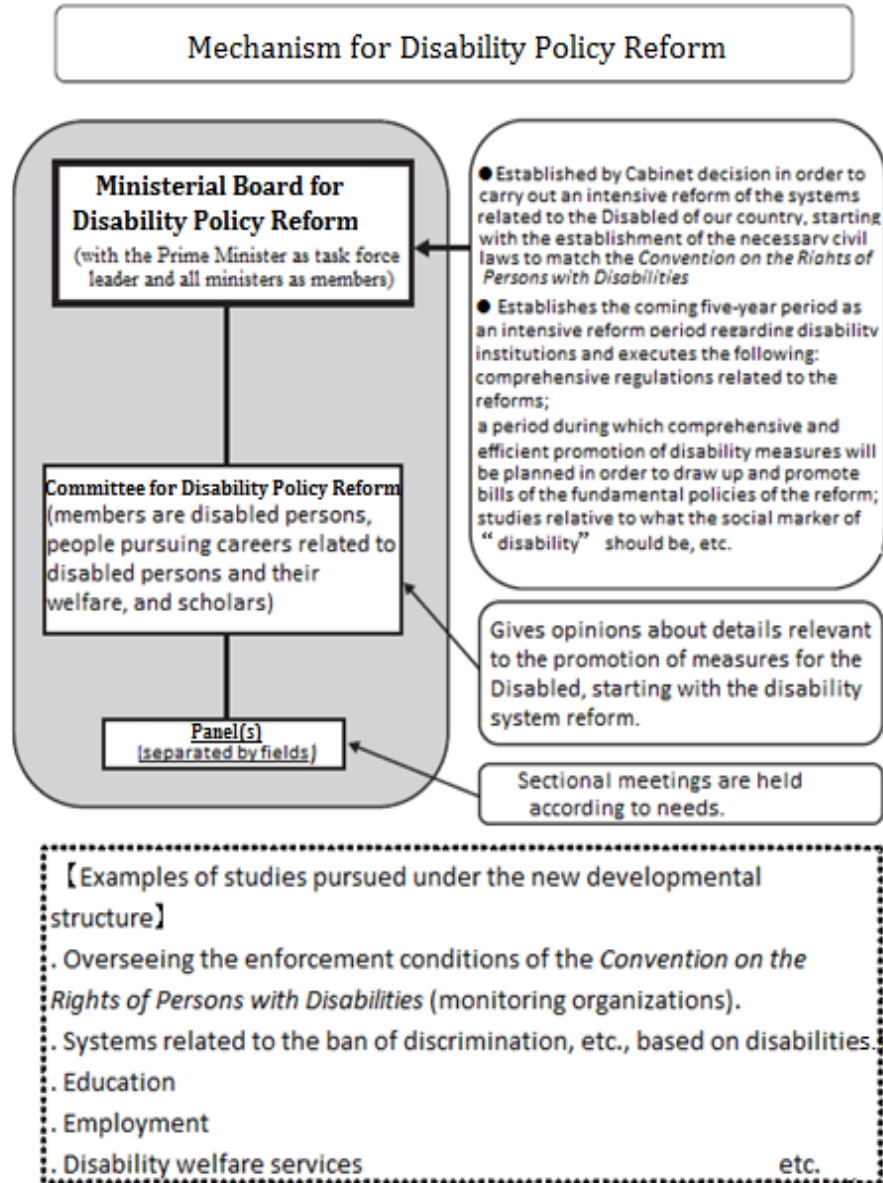 Mechanism for Disability Policy Reform
Ministerial Board for
Disability Policy Reform
(with the Prime Minister as task force
leader and all ministers as members)
● Established by Cabinet decision in order to
carry out an intensive reform of the systems
related to the Disabled of our country, starting
with the establishment of the necessary civil
laws to match the Convention on the Rights of
Persons with Disabilities
● Establishes the coming five-year period as
an intensive reform period regarding disability
institutions and executes the following:
comprehensive regulations related to the
reforms;
a period during which comprehensive and
efficient promotion of disability measures will
be planned in order to draw up and promote
bills of the fundamental policies of the reform;
studies relative to what the social marker of
“disability” should be, etc.
Committee for Disability Policy Reform
(members are disabled persons,
people pursuing careers related to
disabled persons and their
welfare, and scholars)
Gives opinions about details relevant
to the promotion of measures for the
Disabled, starting with the disability
system reform.
Panel(s)
(separated by fields)
Sectional meetings are held
according to needs.
【Examples of studies pursued under the new developmental
structure】
. Overseeing the enforcement conditions of the Convention on the
Rights of Persons with Disabilities (monitoring organizations).
. Systems related to the ban of discrimination, etc., based on disabilities.
. Education
. Employment
. Disability welfare services etc.